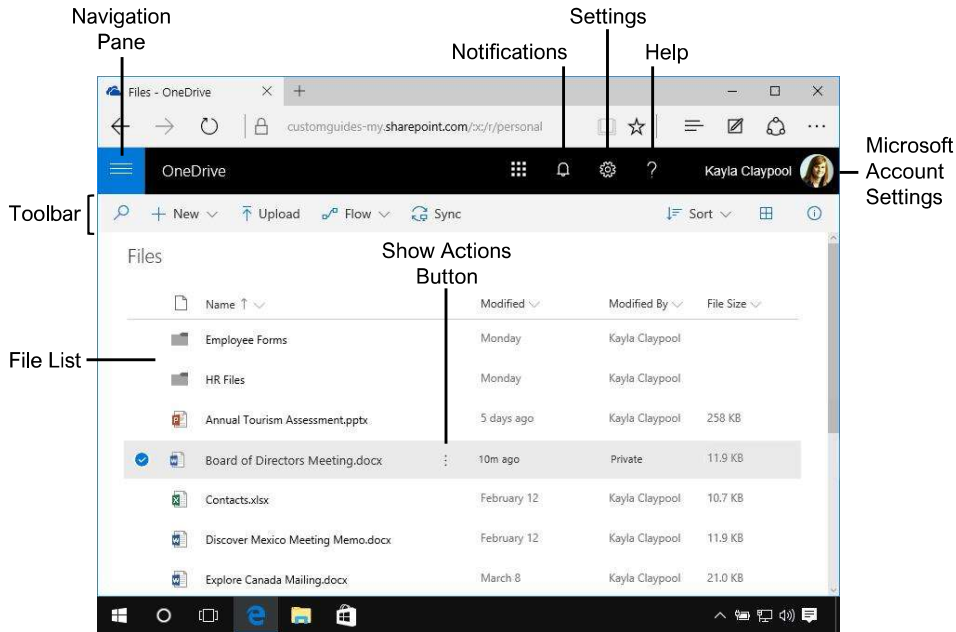 Navigation
Pane
Settings
Notifications
Help
Files - OneDrive
customguides-my.sharepoint.com/:x:/r/personal
OneDrive
Kayla Claypool
Microsoft
Account
Settings
Toolbar
New
Upload
Flow
Sync
Sort
Files
Show Actions
Button
Name
Modified
Modified By
File Size
Employee Forms Monday Kayla Claypool
File List
HR Files Monday Kayla Claypool
Annual Tourism Assessment.pptx 5 days ago Kayla Claypool 258 KB
Board of Directors Meeting.docx 10m ago Private 11.9 KB
Contacts.xlsx February 12 Kayla Claypool 10.7 KB
Discover Mexico Meeting Memo.docx February 12 Kayla Claypool 11.9 KB
Explore Canada Mailing.docx March 8 Kayla Claypool 21.0 KB